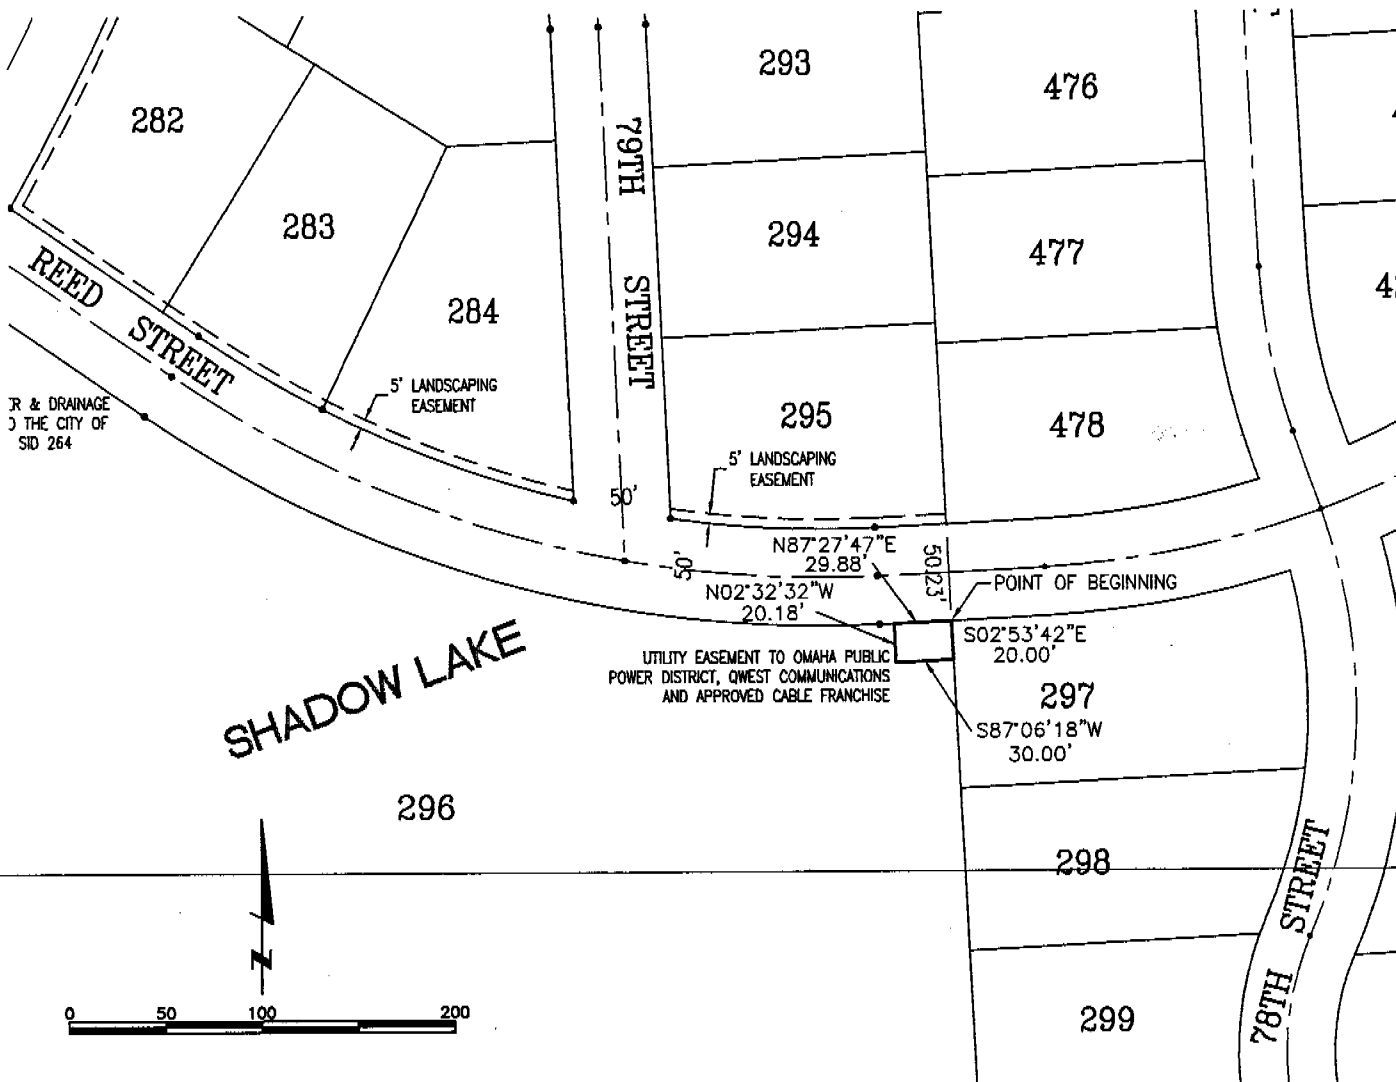 293
476
282
79TH STREET
283
294
477
REED STREET
284
5' LANDSCAPING
EASEMENT
& DRAINAGE
THE CITY OF
SID 264
295
478
5' LANDSCAPING
EASEMENT
50'
50'
N87°27'47"E
29.88'
50.23'
N02°32'32"W
20.18'
POINT OF BEGINNING
S02°53'42"E
20.00'
UTILITY EASEMENT TO OMAHA PUBLIC
POWER DISTRICT, QWEST COMMUNICATIONS
AND APPROVED CABLE FRANCHISE
SHADOW LAKE
297
S87°06'18"W
30.00'
296
298
78TH STREET
N
299
0 50 100 200